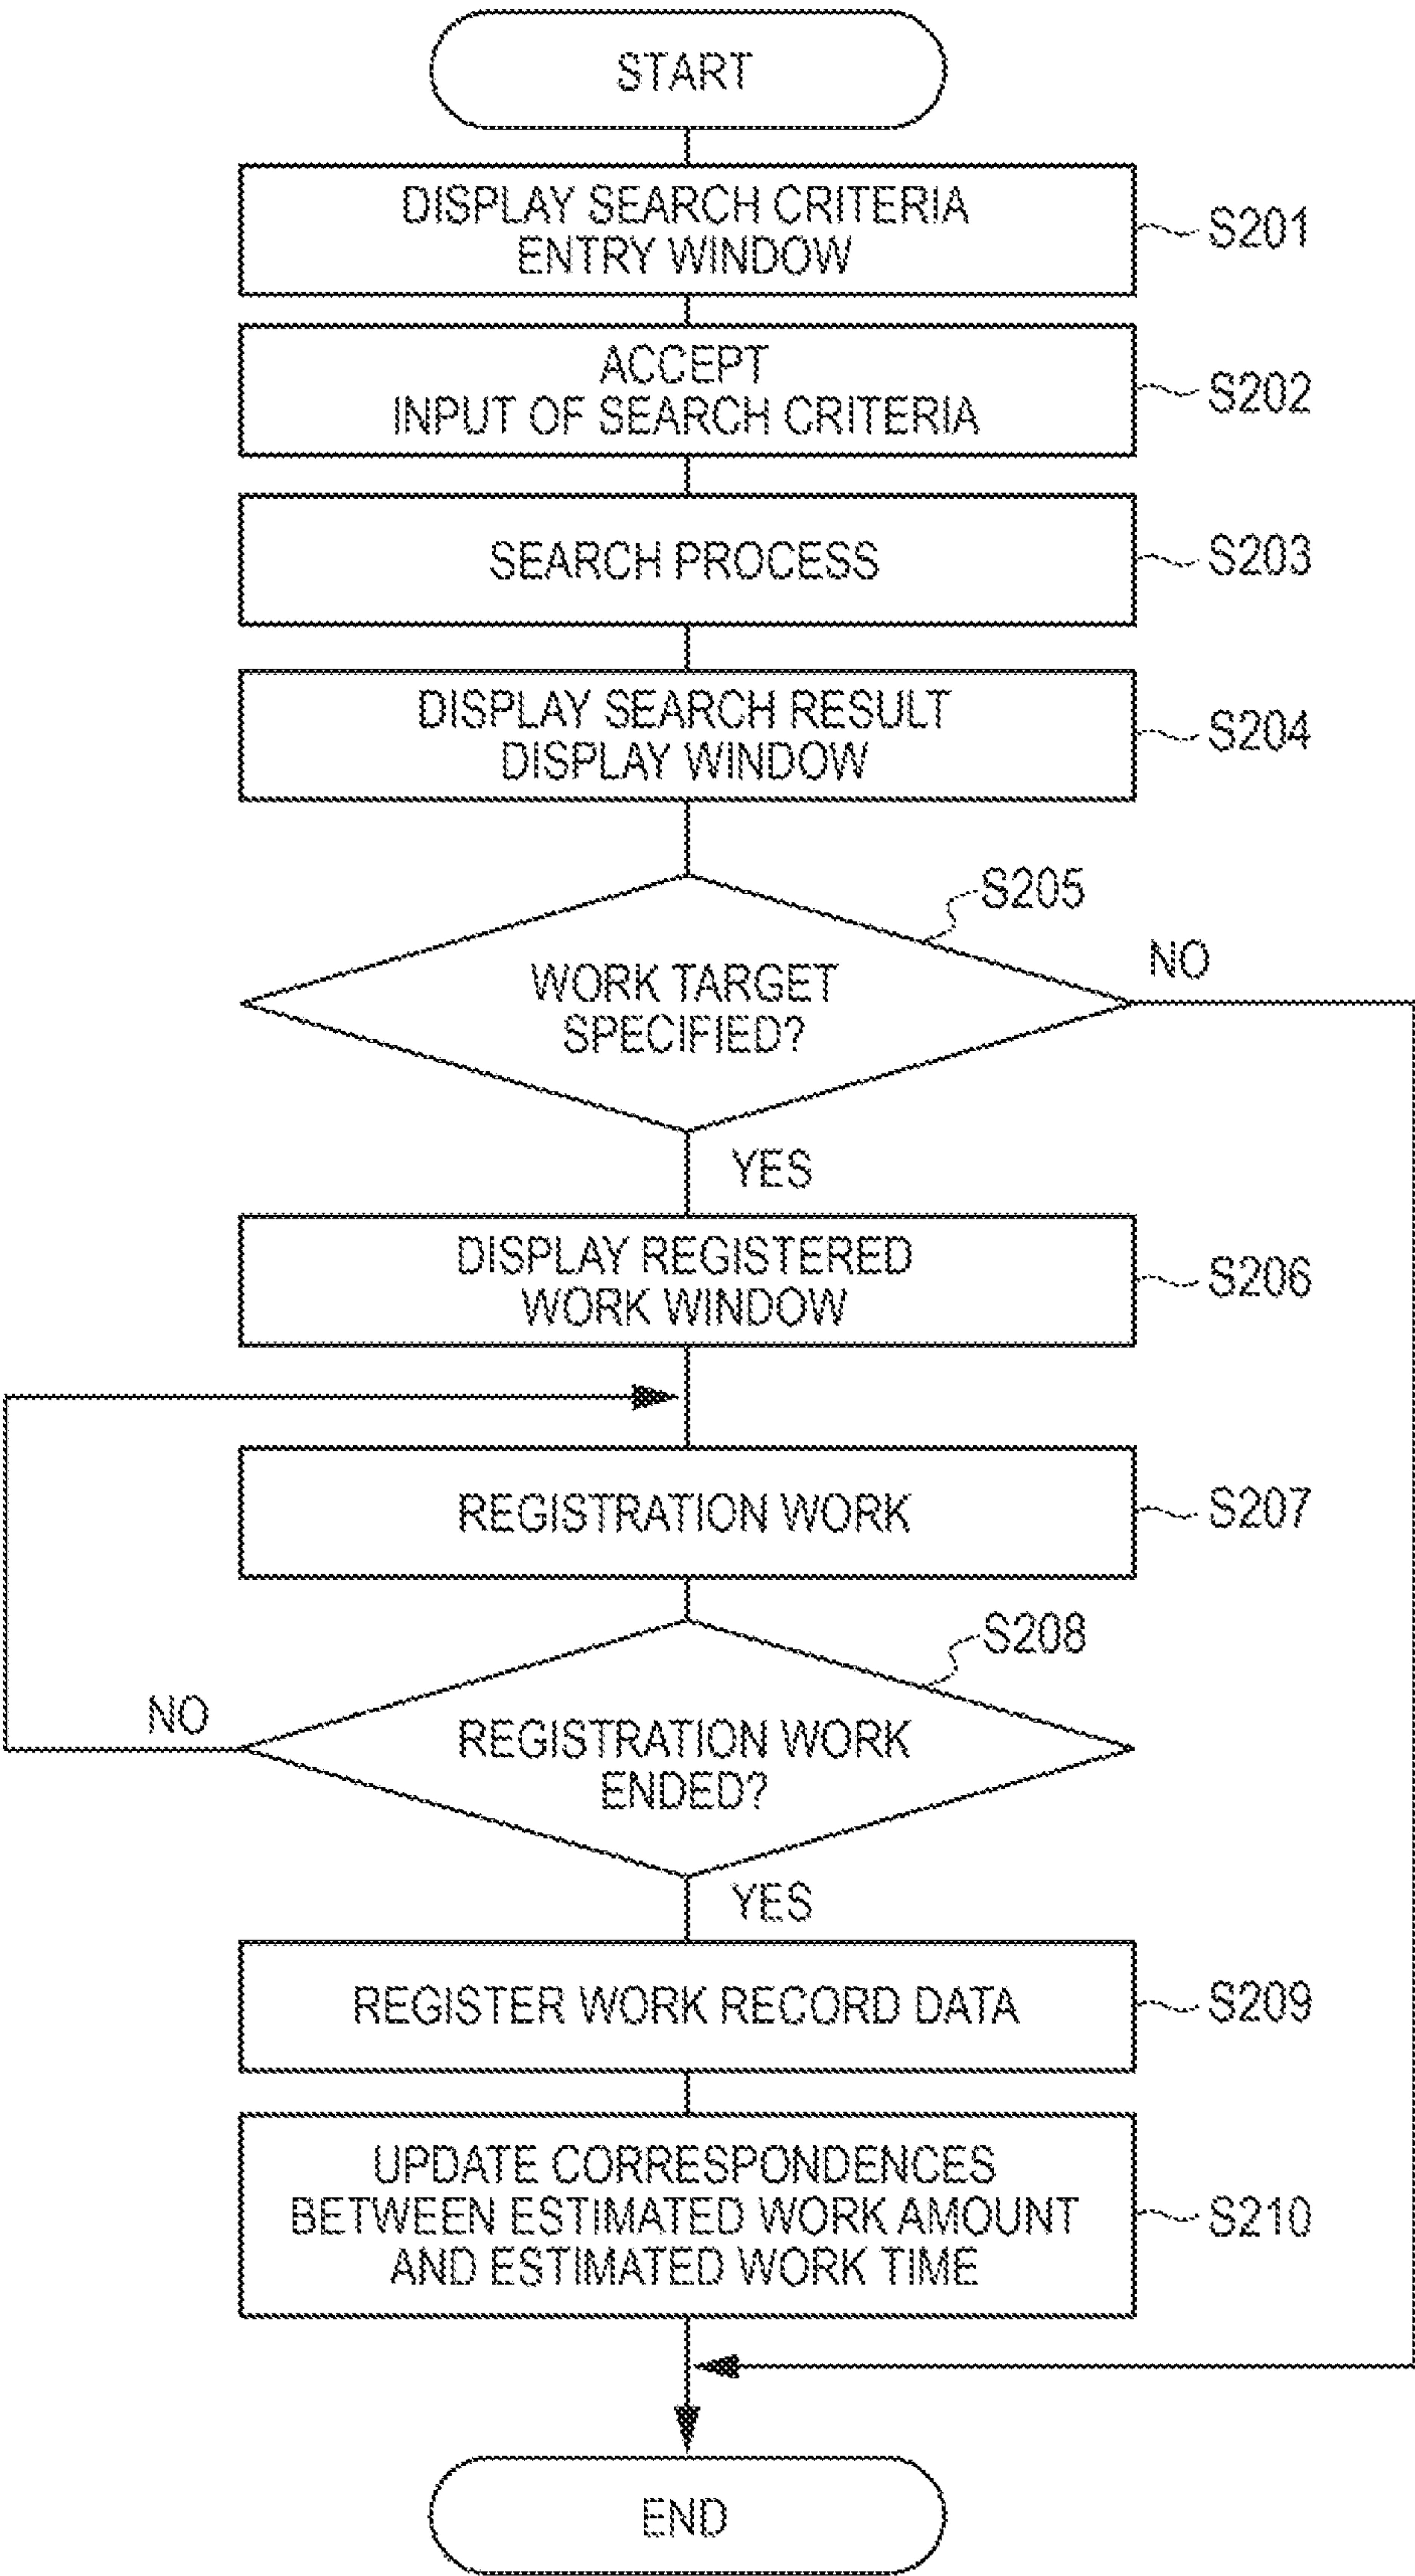 START
DISPLAY SEARCH CRITERIA
ENTRY WINDOW
S201
ACCEPT
INPUT OF SEARCH CRITERIA
S202
SEARCH PROCESS
S203
DISPLAY SEARCH RESULT
DISPLAY WINDOW
S204
S205
WORK TARGET
SPECIFIED?
NO
YES
DISPLAY REGISTERED
WORK WINDOW
S206
REGISTRATION WORK
S207
S208
REGISTRATION WORK
ENDED?
NO
YES
REGISTER WORK RECORD DATA
S209
UPDATE CORRESPONDENCES
BETWEEN ESTIMATED WORK AMOUNT
AND ESTIMATED WORK TIME
S210
END